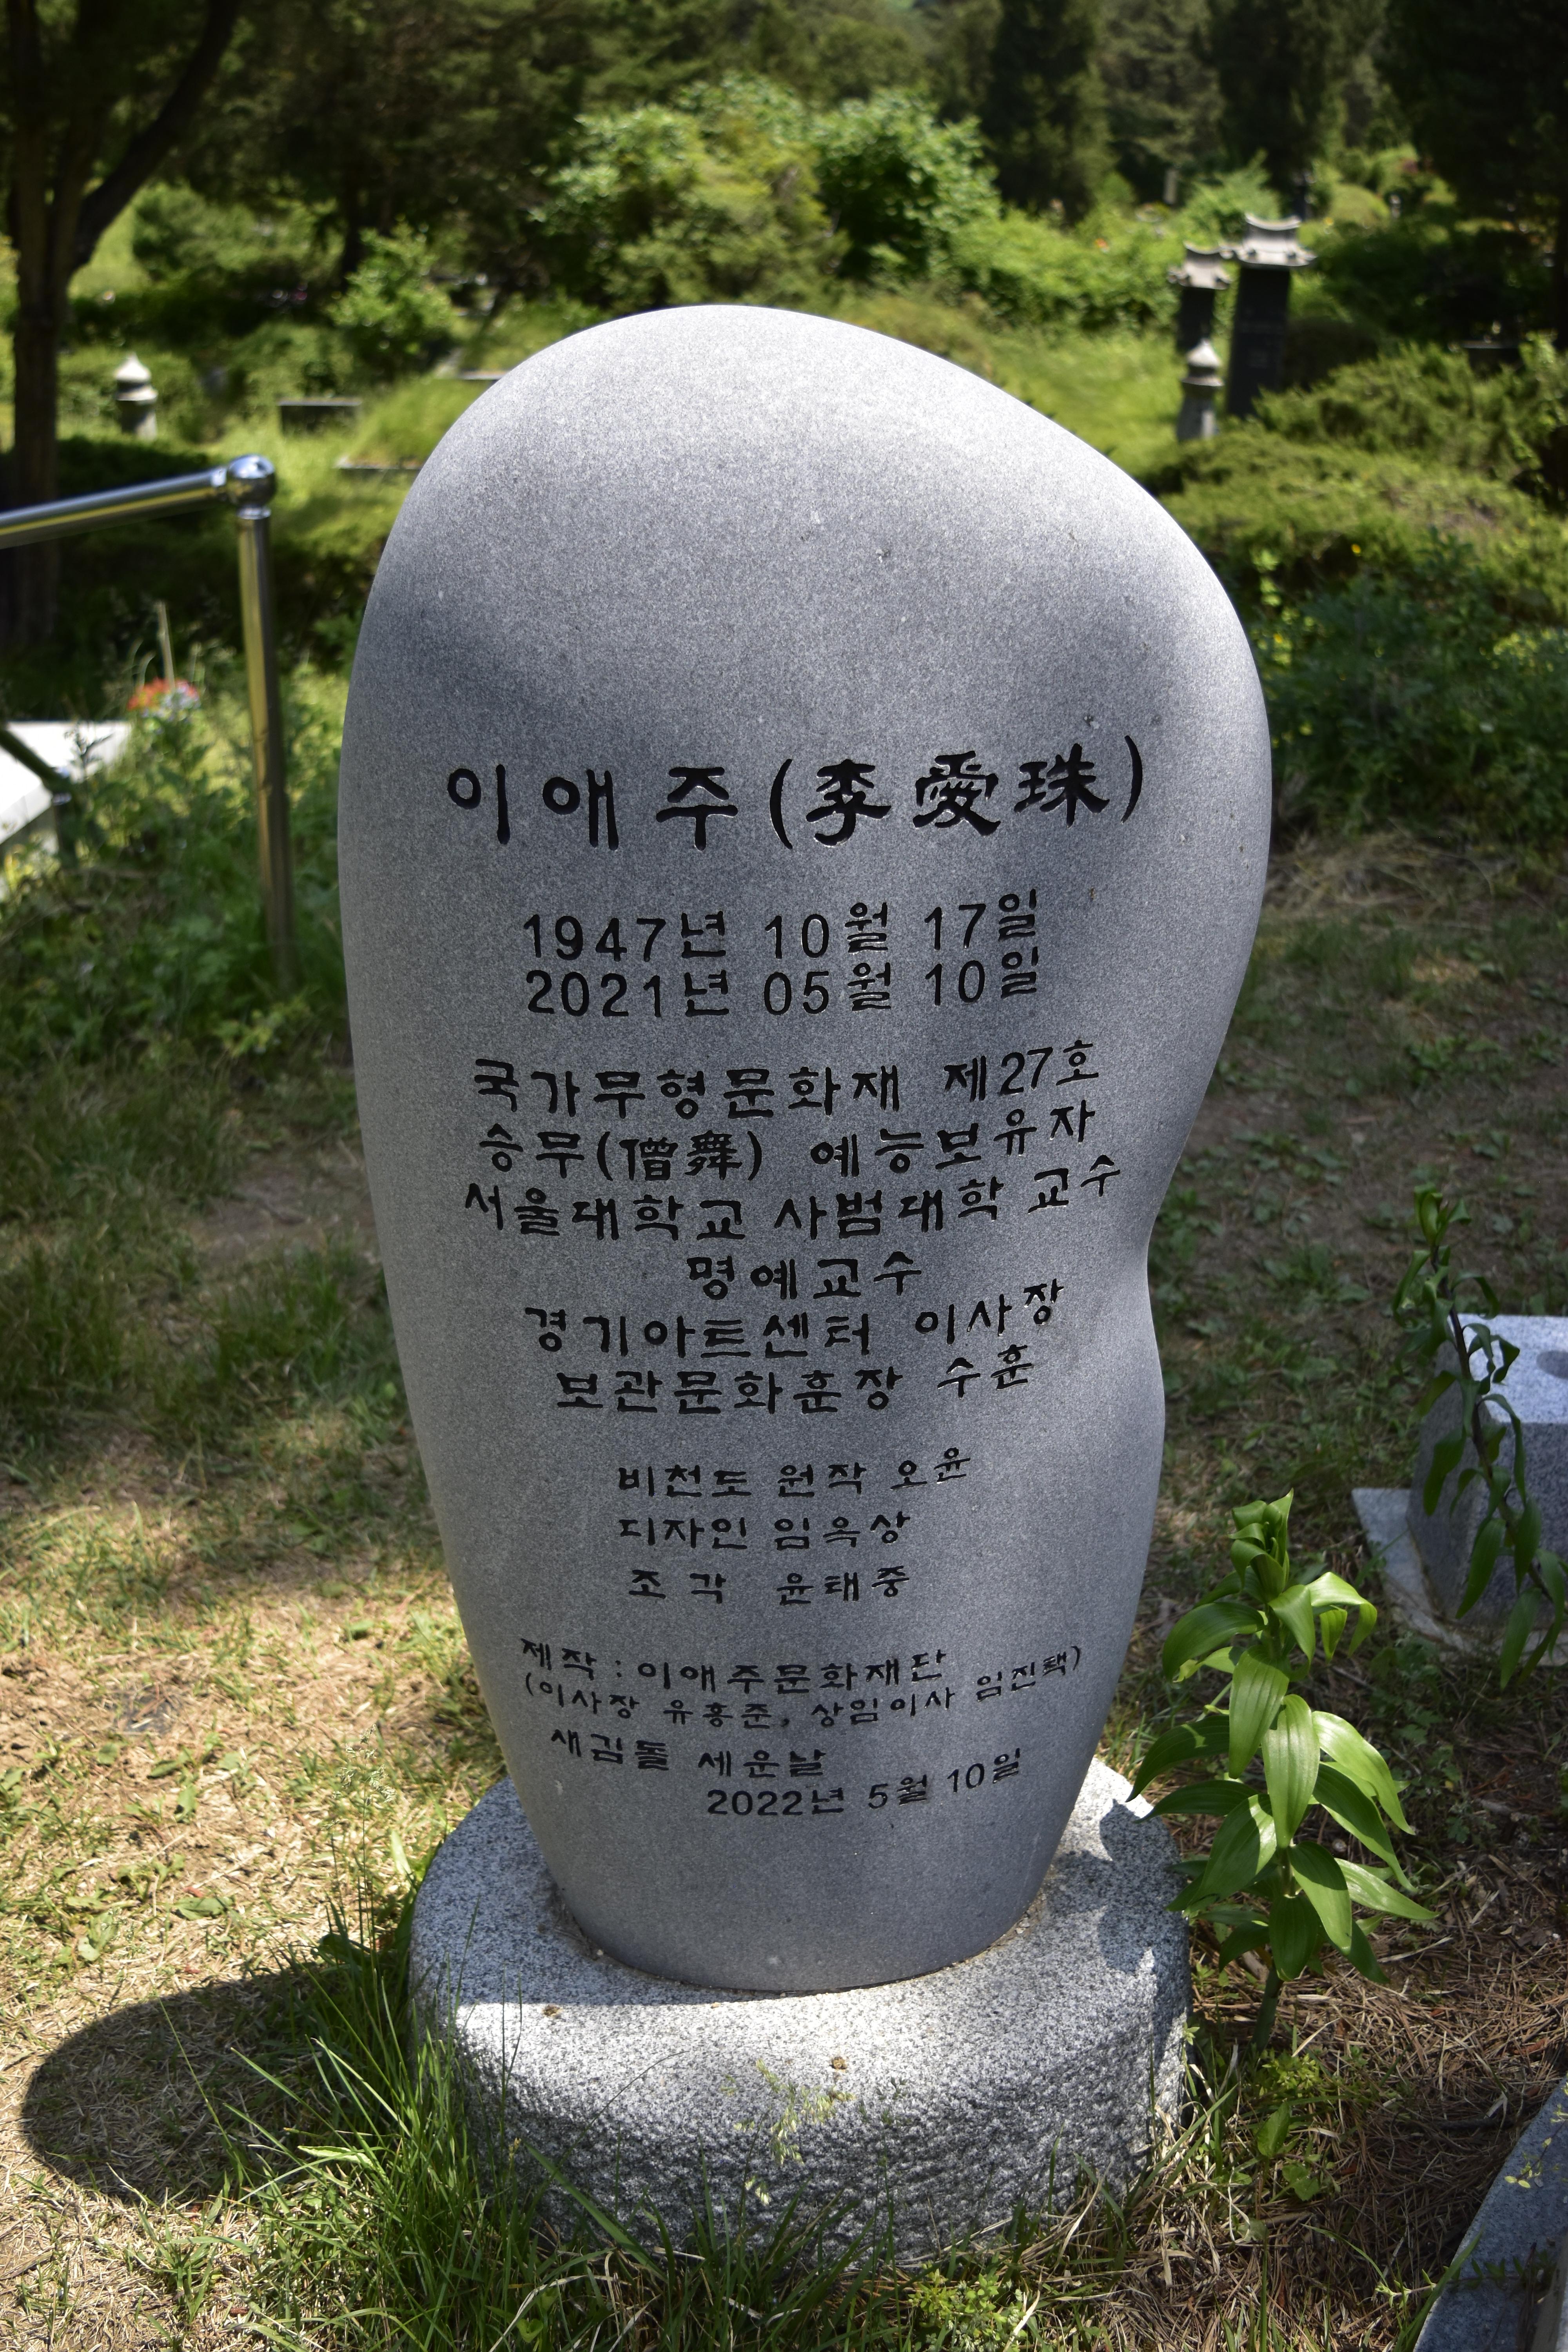 이애주(李愛珠)
1947년 10월 17일
2021년 05월 10일
국가무형문화재 제27호
승무(僧舞) 예능보유자
서울대학교 사범대학 교수
명예교수
경기아트센터 이사장
보관문화훈장 수훈
비천도 원작 오윤
디자인 임옥상
조각 윤태중
제작 : 이애주문화재단
(이사장 유홍준, 상임이사 임진택)
새김돌 세운날
2022년 5월 10일